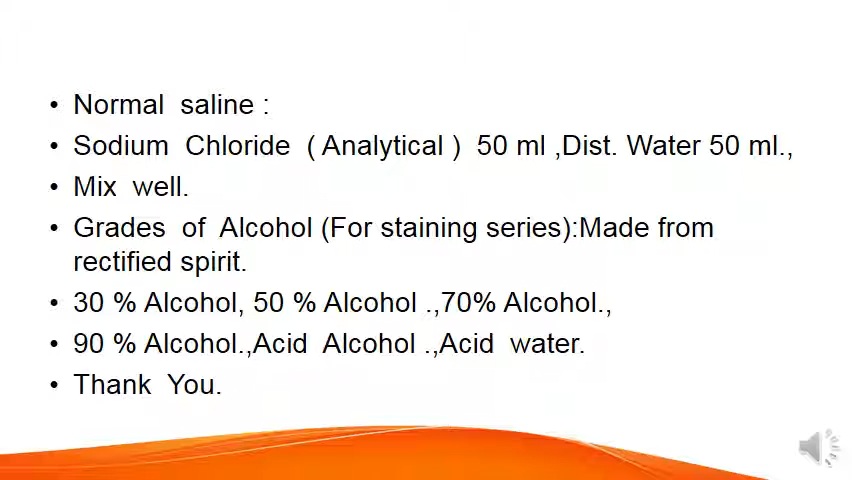 • Normal saline :
• Sodium Chloride ( Analytical ) 50 ml ,Dist. Water 50 ml.,
• Mix well.
• Grades of Alcohol (For staining series):Made from
rectified spirit.
• 30 % Alcohol, 50 % Alcohol .,70% Alcohol.,
• 90 % Alcohol.,Acid Alcohol .,Acid water.
• Thank You.